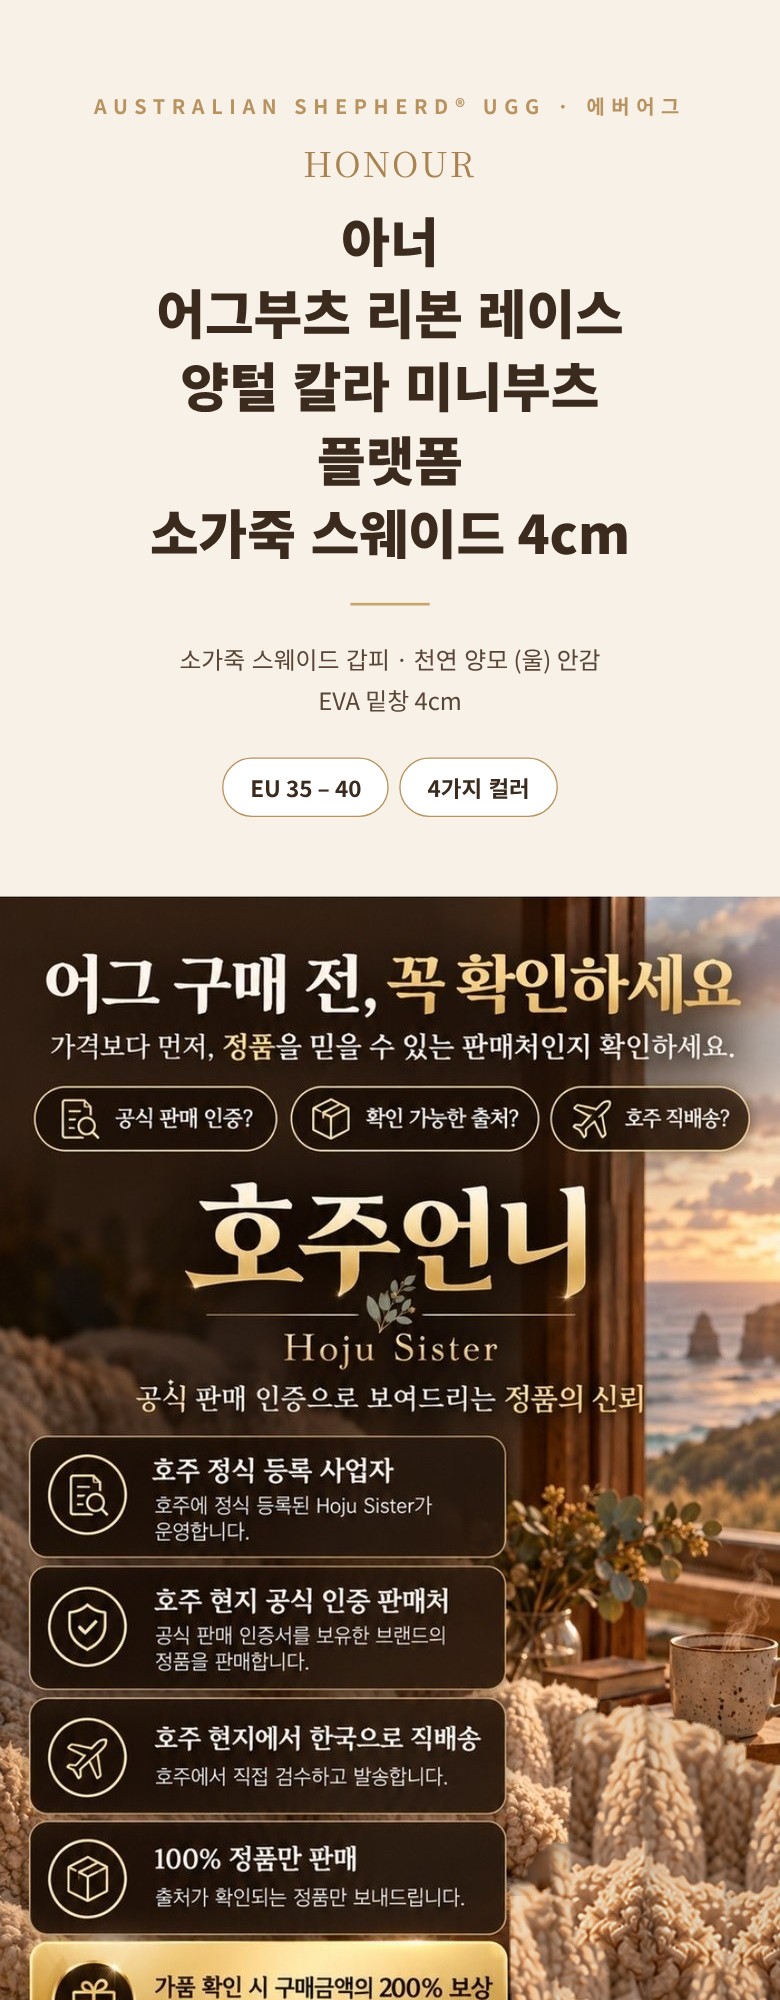 AUSTRALIAN SHEPHERD® UGG · 에버어그
HONOUR
아너
어그부츠 리본 레이스
양털 칼라 미니부츠
플랫폼
소가죽 스웨이드 4cm
소가죽 스웨이드 갑피 · 천연 양모 (울) 안감
EVA 밑창 4cm
EU 35 – 40
4가지 컬러
어그 구매 전, 꼭 확인하세요
가격보다 먼저, 정품을 믿을 수 있는 판매처인지 확인하세요.
공식 판매 인증?
확인 가능한 출처?
호주 직배송?
호주언니
Hoju Sister
공식 판매 인증으로 보여드리는 정품의 신뢰
호주 정식 등록 사업자
호주에 정식 등록된 Hoju Sister가
운영합니다.
호주 현지 공식 인증 판매처
공식 판매 인증서를 보유한 브랜드의
정품을 판매합니다.
호주 현지에서 한국으로 직배송
호주에서 직접 검수하고 발송합니다.
100% 정품만 판매
출처가 확인되는 정품만 보내드립니다.
가품 확인 시 구매금액의 200% 보상